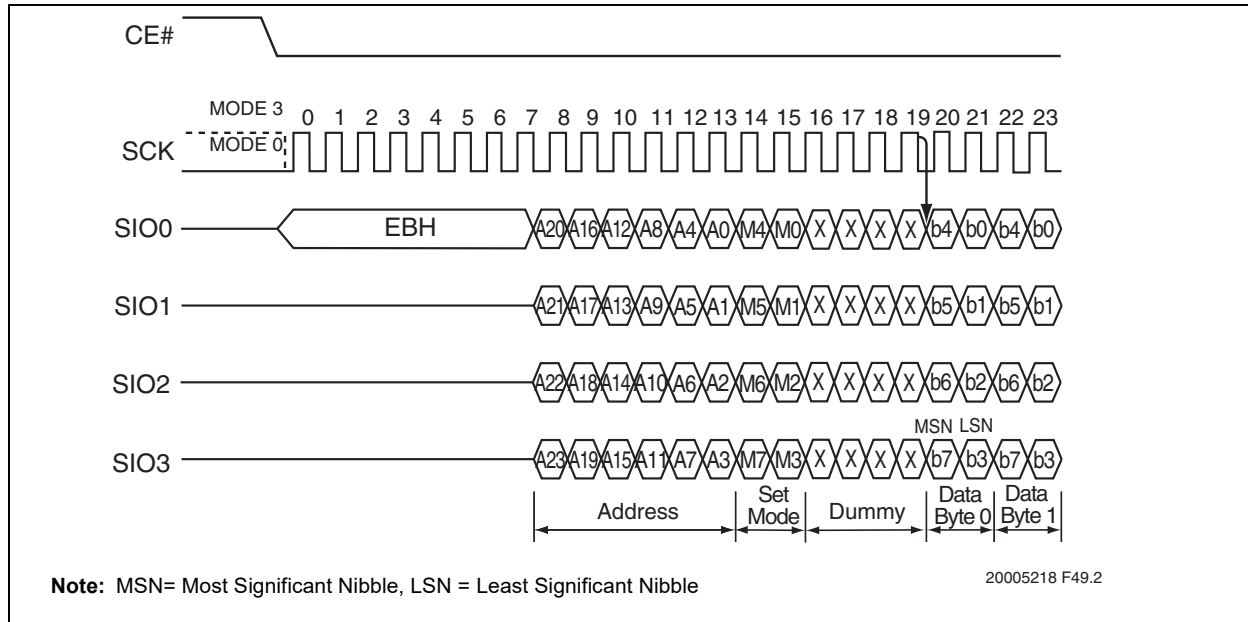 CE#
MODE 3
0 1 2 3 4 5 6 7 8 9 10 11 12 13 14 15 16 17 18 19 20 21 22 23
SCK MODE 0
SIO0 EBH A20 A16 A12 A8 A4 A0 M4 M0 X X X X b4 b0 b4 b0
SIO1 A21 A17 A13 A9 A5 A1 M5 M1 X X X X b5 b1 b5 b1
SIO2 A22 A18 A14 A10 A6 A2 M6 M2 X X X X b6 b2 b6 b2
MSN LSN
SIO3 A23 A19 A15 A11 A7 A3 M7 M3 X X X X b7 b3 b7 b3
Address Set Mode Dummy Data Byte 0 Data Byte 1
Note: MSN= Most Significant Nibble, LSN = Least Significant Nibble
20005218 F49.2